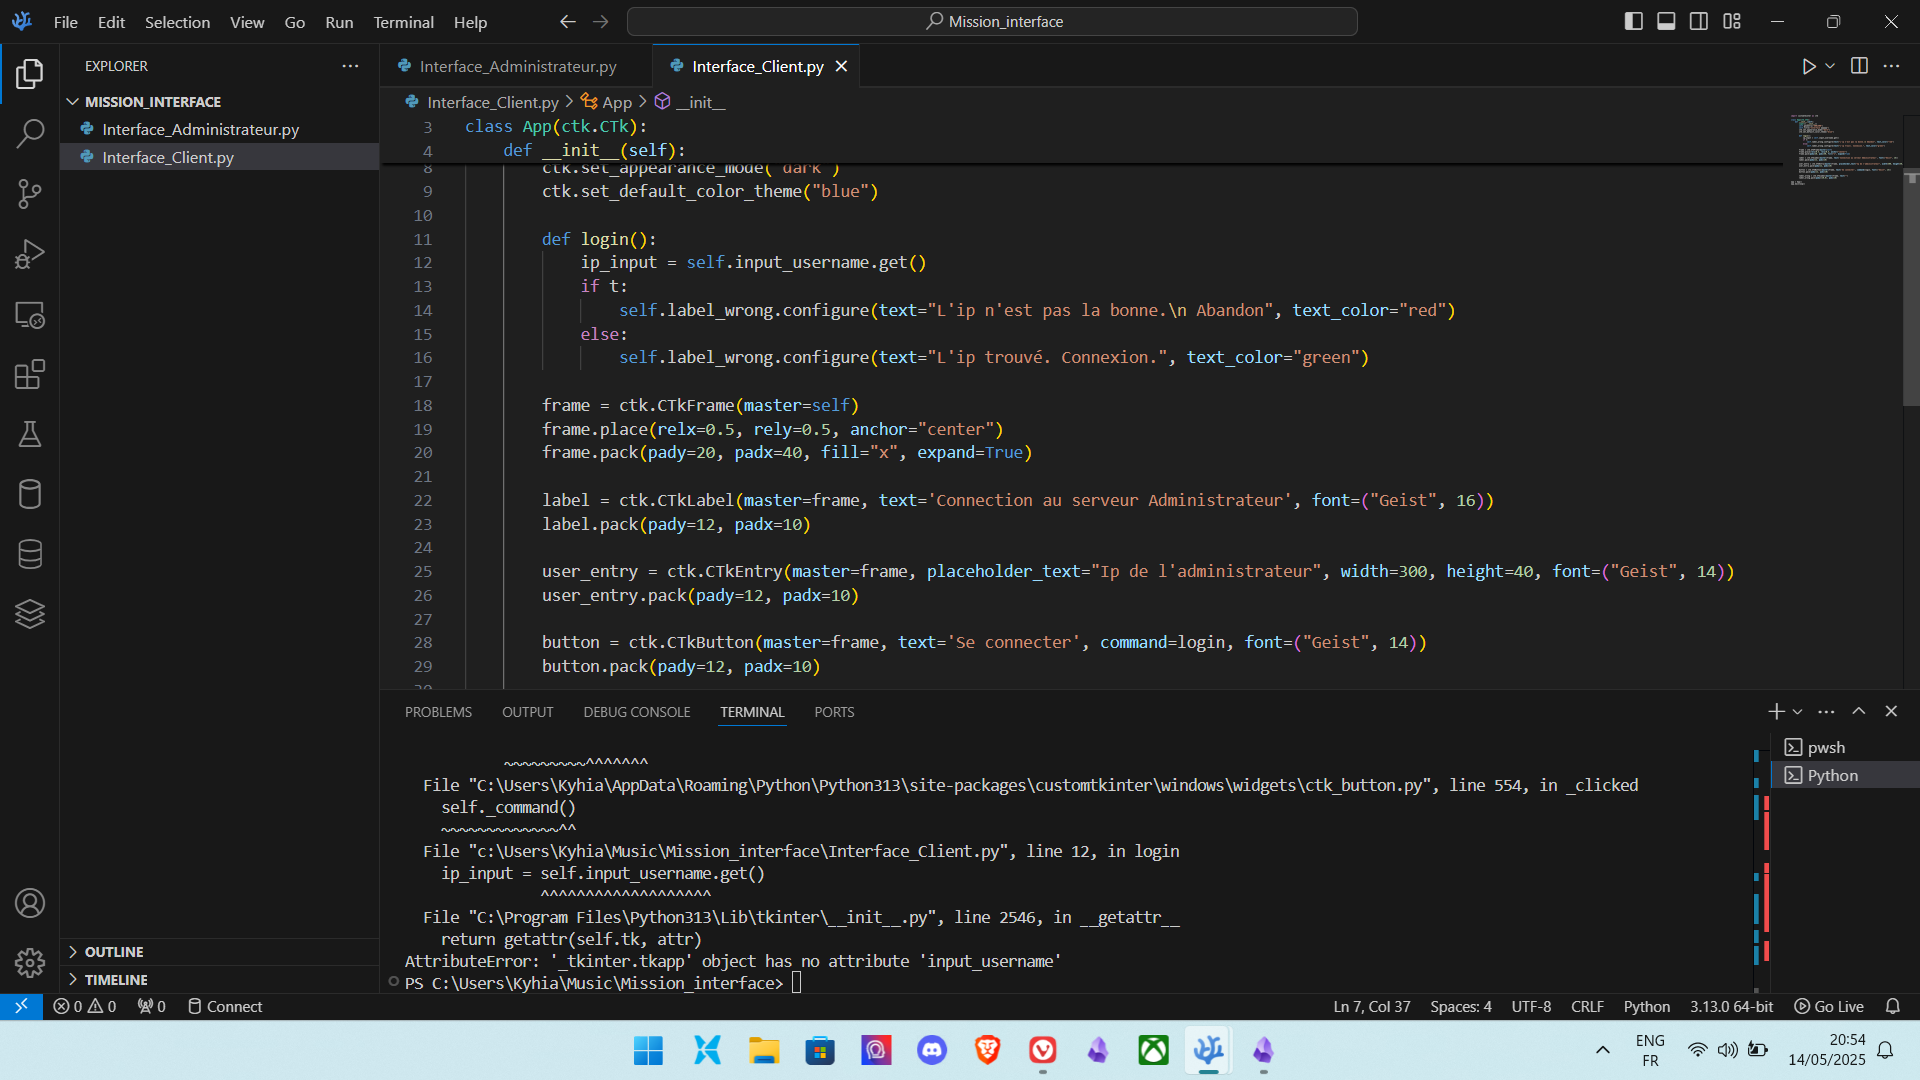 File Edit Selection View Go Run Terminal Help
Mission_interface
EXPLORER
MISSION_INTERFACE
Interface_Administrateur.py
Interface_Client.py
OUTLINE
TIMELINE
Interface_Administrateur.py
Interface_Client.py
Interface_Client.py > App > __init__
3 class App(ctk.CTk):
4 def __init__(self):
8 ctk.set_appearance_mode("dark")
9 ctk.set_default_color_theme("blue")
10
11 def login():
12 ip_input = self.input_username.get()
13 if t:
14 self.label_wrong.configure(text="L'ip n'est pas la bonne.\n Abandon", text_color="red")
15 else:
16 self.label_wrong.configure(text="L'ip trouvé. Connexion.", text_color="green")
17
18 frame = ctk.CTkFrame(master=self)
19 frame.place(relx=0.5, rely=0.5, anchor="center")
20 frame.pack(pady=20, padx=40, fill="x", expand=True)
21
22 label = ctk.CTkLabel(master=frame, text='Connection au serveur Administrateur', font=("Geist", 16))
23 label.pack(pady=12, padx=10)
24
25 user_entry = ctk.CTkEntry(master=frame, placeholder_text="Ip de l'administrateur", width=300, height=40, font=("Geist", 14))
26 user_entry.pack(pady=12, padx=10)
27
28 button = ctk.CTkButton(master=frame, text='Se connecter', command=login, font=("Geist", 14))
29 button.pack(pady=12, padx=10)
30
PROBLEMS OUTPUT DEBUG CONSOLE TERMINAL PORTS
~~~~~~~~~^^^^^^^
File "C:\Users\Kyhia\AppData\Roaming\Python\Python313\site-packages\customtkinter\windows\widgets\ctk_button.py", line 554, in _clicked
self._command()
~~~~~~~~~~~~~^^
File "c:\Users\Kyhia\Music\Mission_interface\Interface_Client.py", line 12, in login
ip_input = self.input_username.get()
^^^^^^^^^^^^^^^^^^^
File "C:\Program Files\Python313\Lib\tkinter\__init__.py", line 2546, in __getattr__
return getattr(self.tk, attr)
AttributeError: '_tkinter.tkapp' object has no attribute 'input_username'
PS C:\Users\Kyhia\Music\Mission_interface>
pwsh
Python
0 0 0 Connect
Ln 7, Col 37 Spaces: 4 UTF-8 CRLF Python 3.13.0 64-bit Go Live
ENG
FR
20:54
14/05/2025